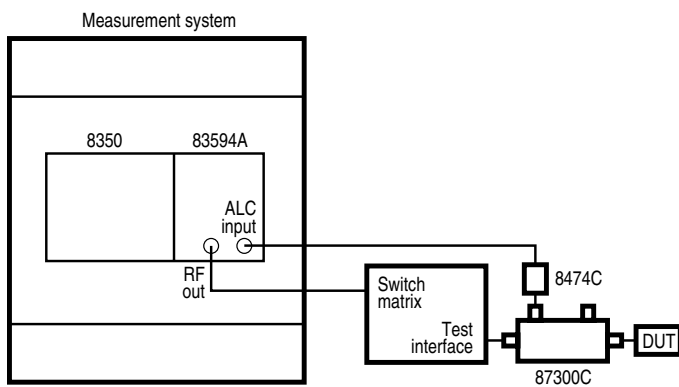 Measurement system
8350
83594A
ALC
input
RF
out
8474C
Switch
matrix
Test
interface
DUT
87300C